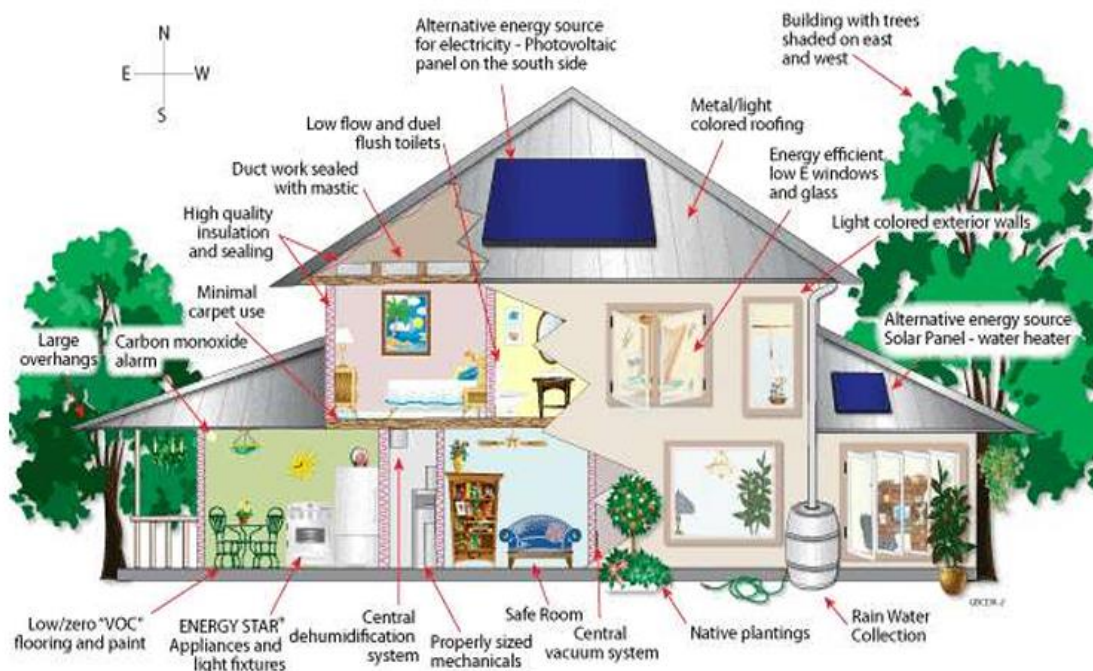 N
E
W
S
Alternative energy source
for electricity - Photovoltaic
panel on the south side
Building with trees
shaded on east
and west
Low flow and duel
flush toilets
Metal/light
colored roofing
Duct work sealed
with mastic
Energy efficient
low E windows
and glass
High quality
insulation
and sealing
Light colored exterior walls
Minimal
carpet use
Alternative energy source
Solar Panel - water heater
Large
overhangs
Carbon monoxide
alarm
Low/zero "VOC"
flooring and paint
ENERGY STAR®
Appliances and
light fixtures
Central
dehumidification
system
Properly sized
mechanicals
Safe Room
Central
vacuum system
Native plantings
Rain Water
Collection